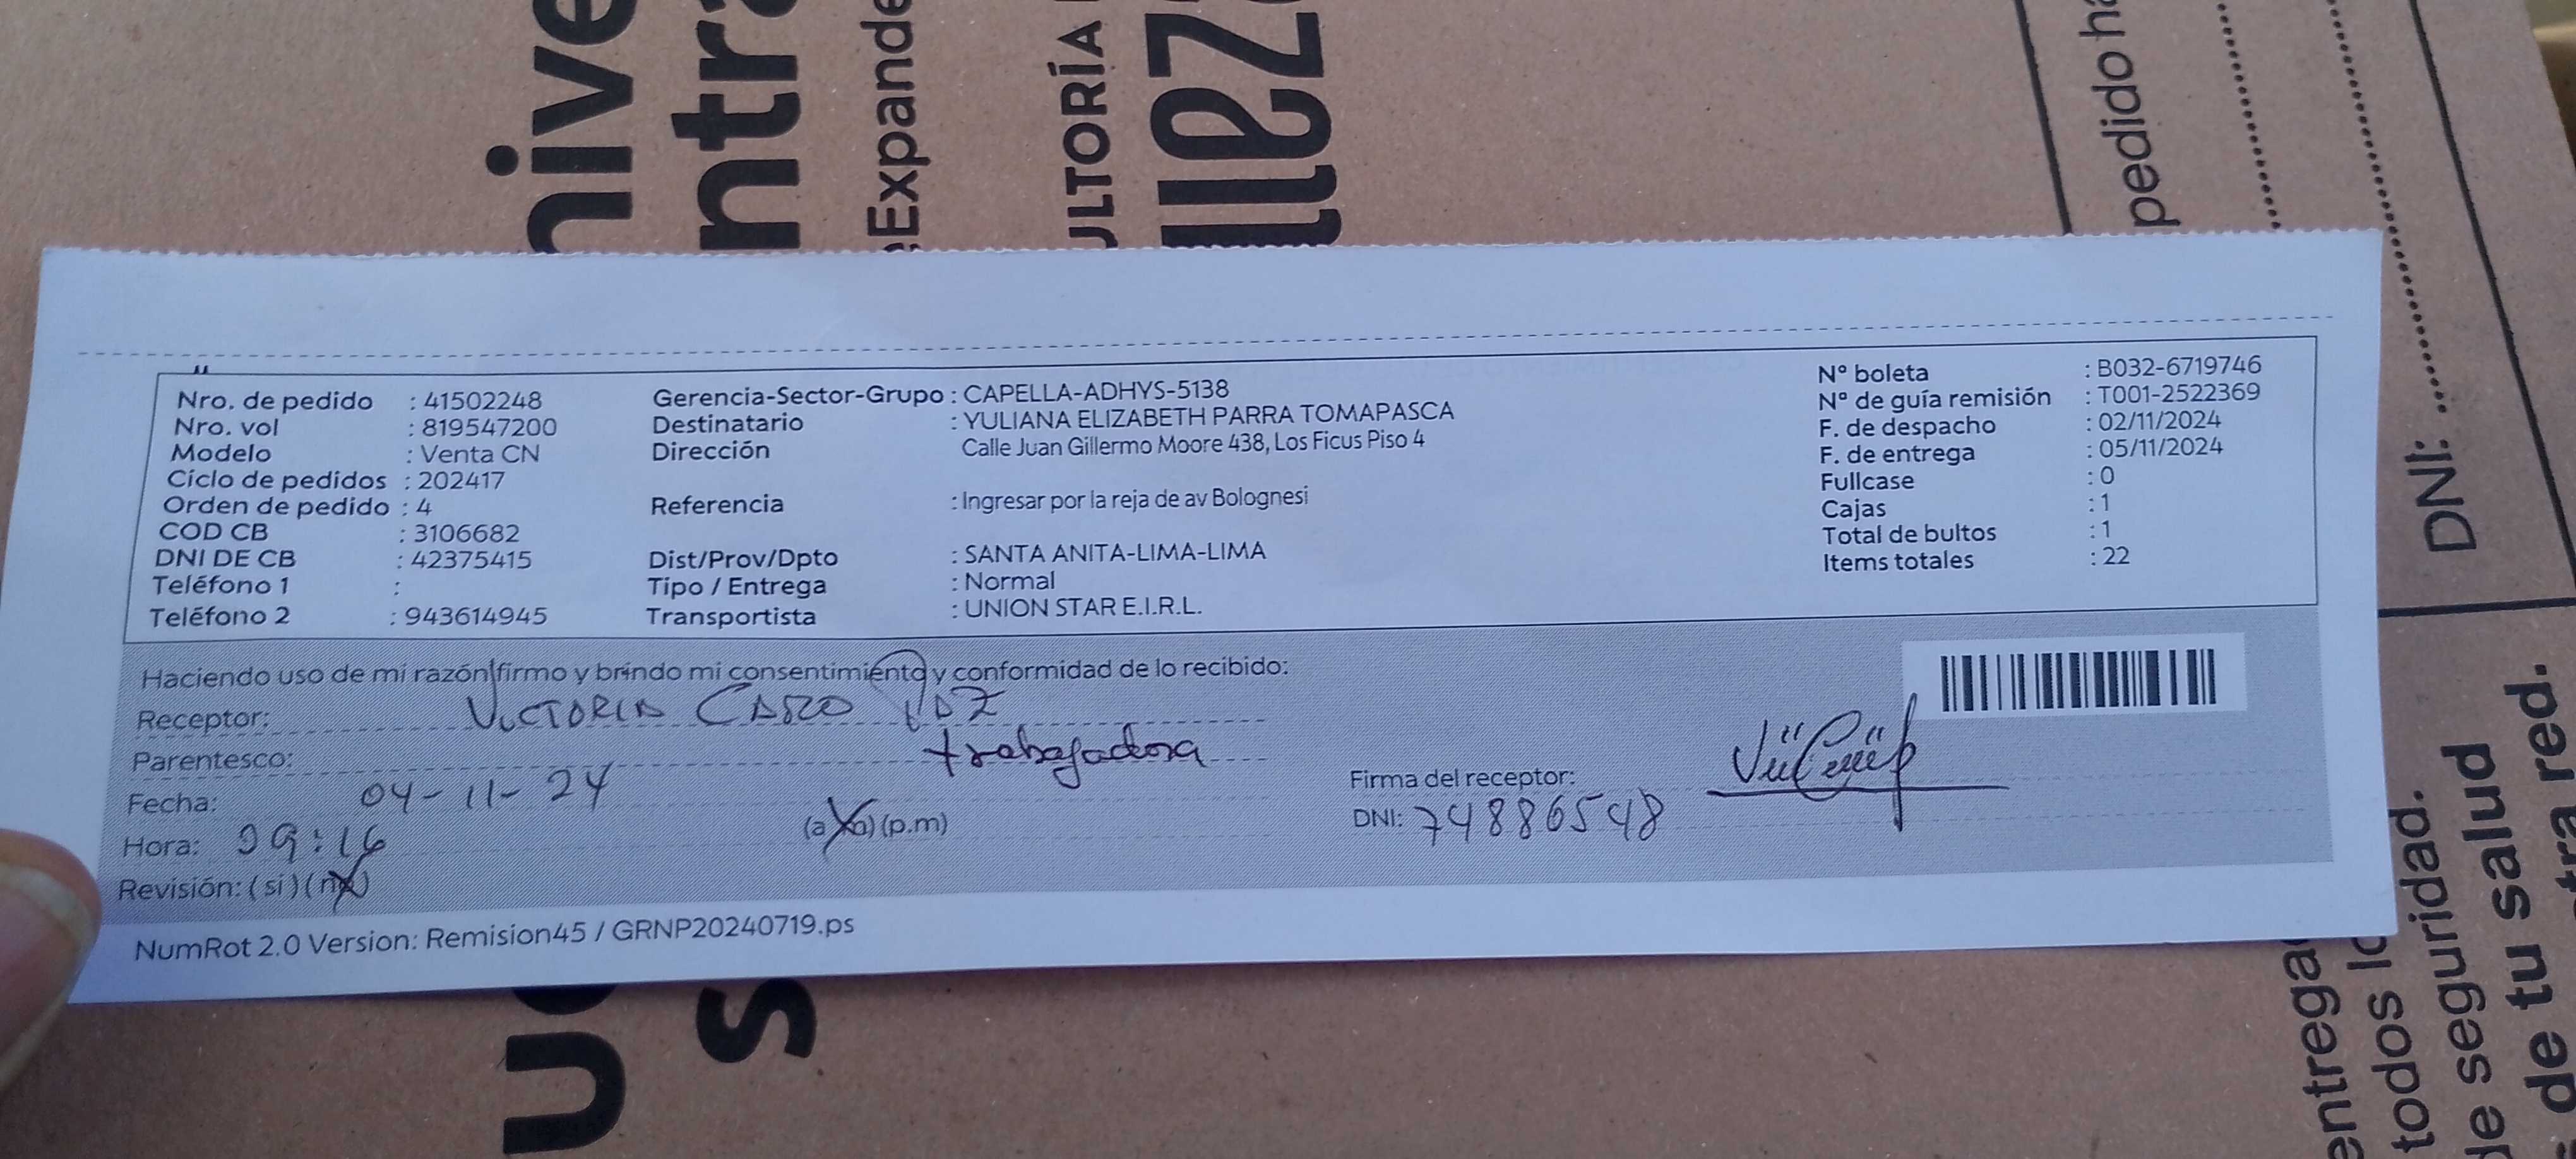 nive
ntra
eExpande
ULTORÍA
pedido ha
DNI:
Nro. de pedido : 41502248
Nro. vol : 819547200
Modelo : Venta CN
Ciclo de pedidos : 202417
Orden de pedido : 4
COD CB : 3106682
DNI DE CB : 42375415
Teléfono 1 :
Teléfono 2 : 943614945
Gerencia-Sector-Grupo : CAPELLA-ADHYS-5138
Destinatario : YULIANA ELIZABETH PARRA TOMAPASCA
Dirección Calle Juan Gillermo Moore 438, Los Ficus Piso 4
Referencia : Ingresar por la reja de av Bolognesi
Dist/Prov/Dpto : SANTA ANITA-LIMA-LIMA
Tipo / Entrega : Normal
Transportista : UNION STAR E.I.R.L.
N° boleta : B032-6719746
N° de guía remisión : T001-2522369
F. de despacho : 02/11/2024
F. de entrega : 05/11/2024
Fullcase : 0
Cajas : 1
Total de bultos : 1
Items totales : 22
Haciendo uso de mi razón firmo y brindo mi consentimiento y conformidad de lo recibido:
Receptor: VICTORIA CARO
Parentesco: trabajadora
Fecha: 04-11-24
Hora: 09:16 (a.m) (p.m)
Revisión: (si) (no)
Firma del receptor:
DNI: 74886548
NumRot 2.0 Version: Remision45 / GRNP20240719.ps
entrega
todos lo
de seguridad.
de tu salud
tra red.